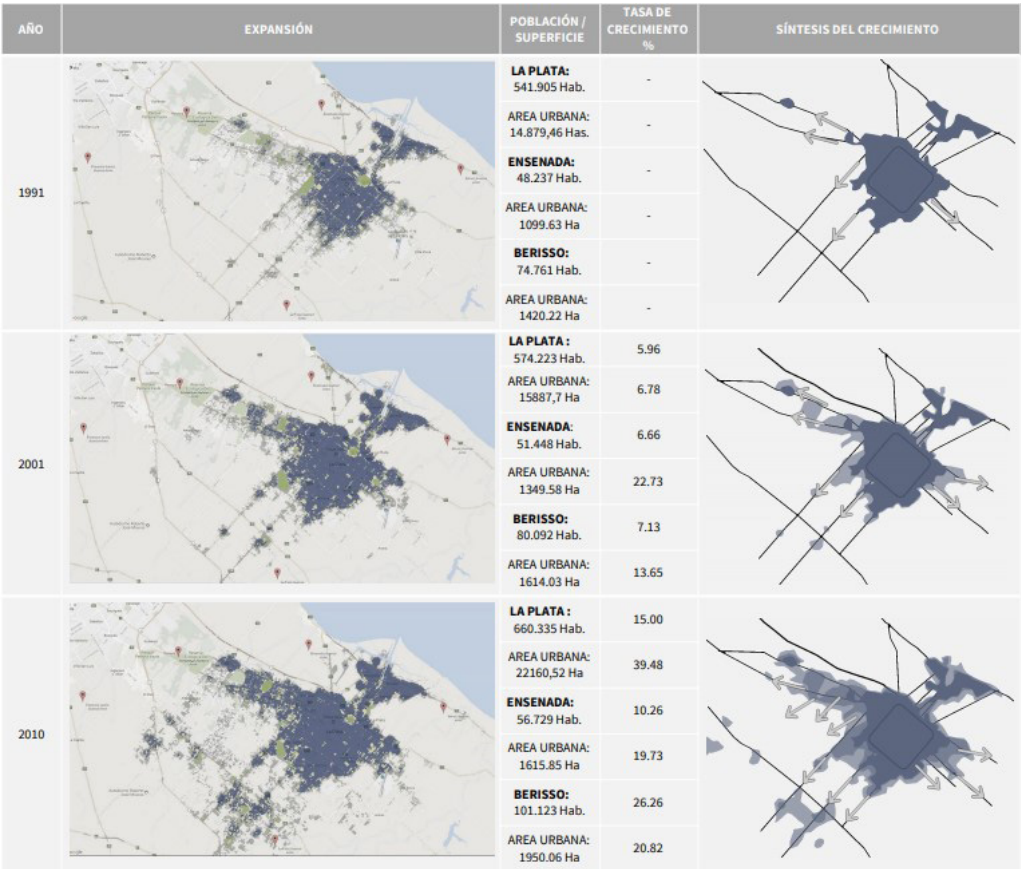 AÑO
EXPANSIÓN
POBLACIÓN /
SUPERFICIE
TASA DE
CRECIMIENTO
%
SÍNTESIS DEL CRECIMIENTO
1991
LA PLATA:
541.905 Hab.
-
AREA URBANA:
14.879,46 Has.
-
ENSENADA:
48.237 Hab.
-
AREA URBANA:
1099.63 Ha
-
BERISSO:
74.761 Hab.
-
AREA URBANA:
1420.22 Ha
-
2001
LA PLATA :
574.223 Hab.
5.96
AREA URBANA:
15887,7 Ha
6.78
ENSENADA:
51.448 Hab.
6.66
AREA URBANA:
1349.58 Ha
22.73
BERISSO:
80.092 Hab.
7.13
AREA URBANA:
1614.03 Ha
13.65
2010
LA PLATA :
660.335 Hab.
15.00
AREA URBANA:
22160,52 Ha
39.48
ENSENADA:
56.729 Hab.
10.26
AREA URBANA:
1615.85 Ha
19.73
BERISSO:
101.123 Hab.
26.26
AREA URBANA:
1950.06 Ha
20.82